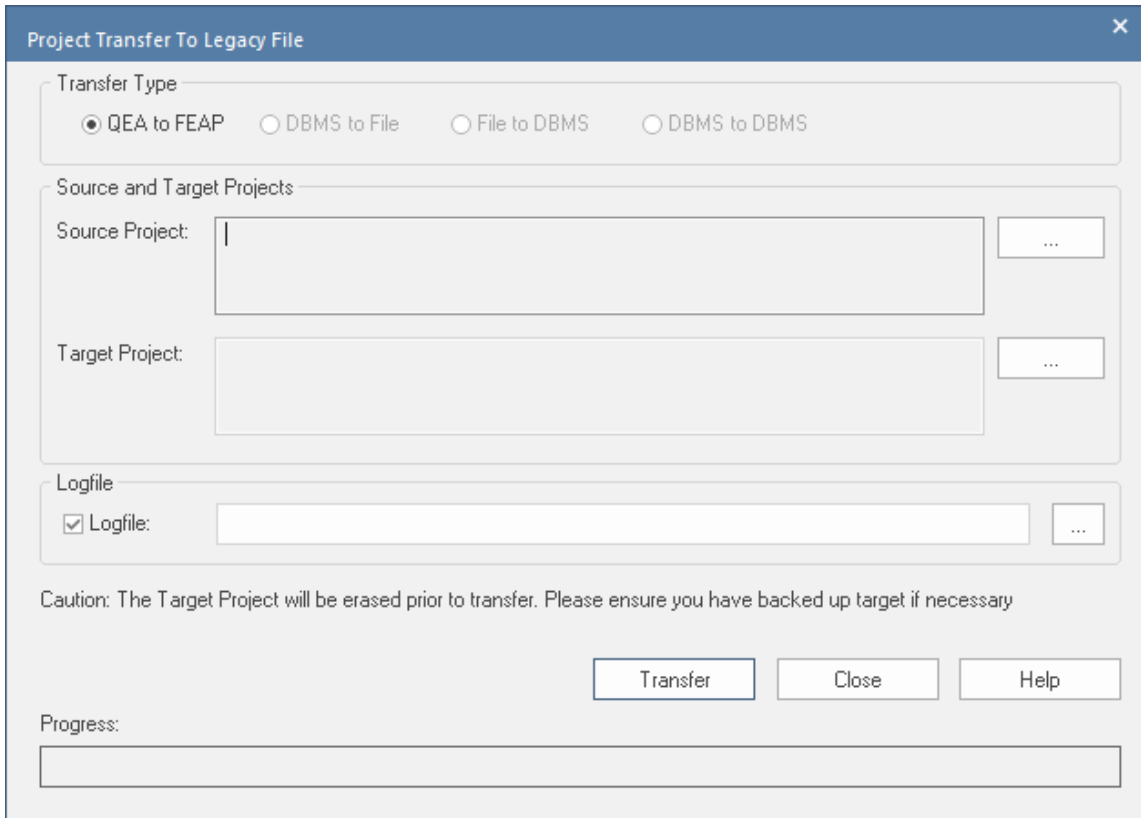 Project Transfer To Legacy File
×
Transfer Type
QEA to FEAP DBMS to File File to DBMS DBMS to DBMS
Source and Target Projects
Source Project: ...
Target Project: ...
Logfile
Logfile: ...
Caution: The Target Project will be erased prior to transfer. Please ensure you have backed up target if necessary
Transfer Close Help
Progress: